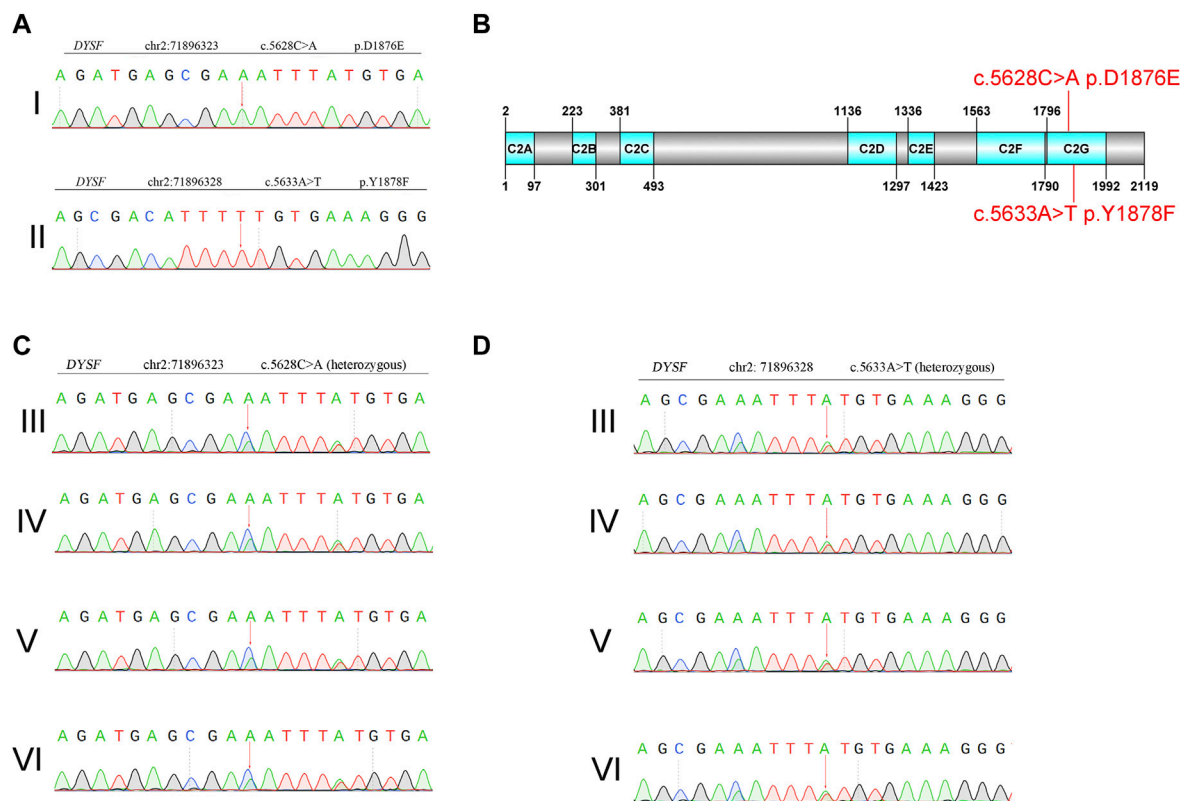 A
DYSF chr2:71896323 c.5628C>A p.D1876E
A G A T G A G C G A A A T T T A T G T G A
I
DYSF chr2:71896328 c.5633A>T p.Y1878F
A G C G A C A T T T T T G T G A A A G G G
II
B
c.5628C>A p.D1876E
2 223 381 1136 1336 1563 1796
C2A C2B C2C C2D C2E C2F C2G
1 97 301 493 1297 1423 1790 1992 2119
c.5633A>T p.Y1878F
C
DYSF chr2:71896323 c.5628C>A (heterozygous)
A G A T G A G C G A A A T T T A T G T G A
III
A G A T G A G C G A A A T T T A T G T G A
IV
A G A T G A G C G A A A T T T A T G T G A
V
A G A T G A G C G A A A T T T A T G T G A
VI
D
DYSF chr2: 71896328 c.5633A>T (heterozygous)
A G C G A A A T T T A T G T G A A A G G G
III
A G C G A A A T T T A T G T G A A A G G G
IV
A G C G A A A T T T A T G T G A A A G G G
V
A G C G A A A T T T A T G T G A A A G G G
VI